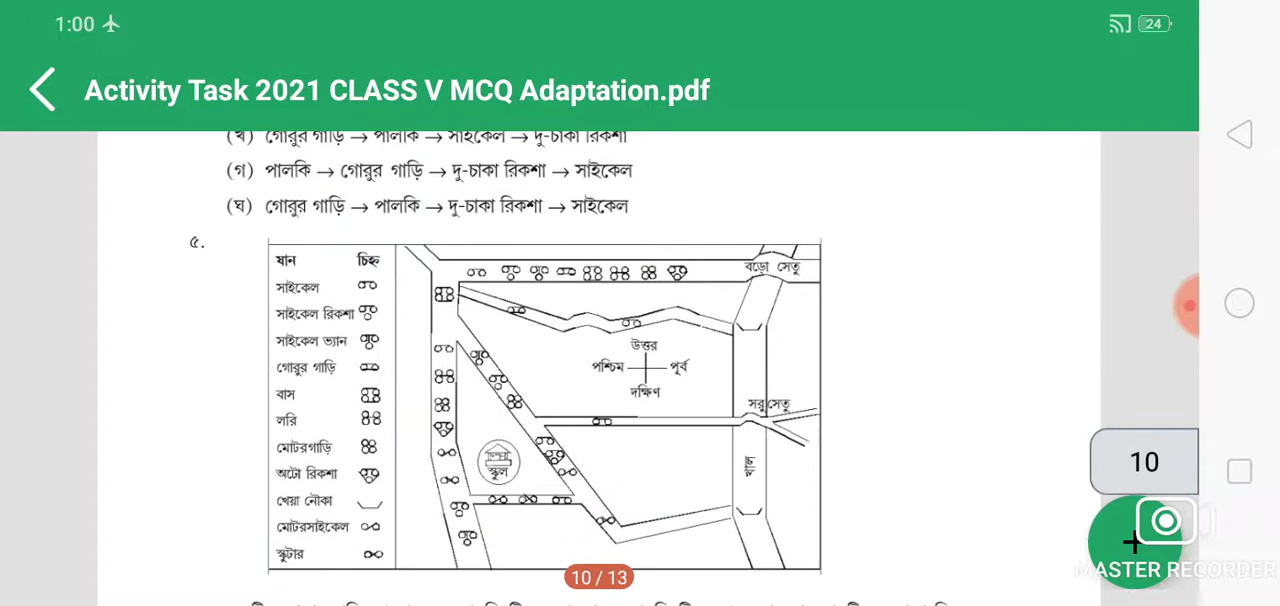 1:00
24
Activity Task 2021 CLASS V MCQ Adaptation.pdf
(খ) গোরুর গাড়ি → পালকি → সাইকেল → দু-চাকা রিকশা
(গ) পালকি → গোরুর গাড়ি → দু-চাকা রিকশা → সাইকেল
(ঘ) গোরুর গাড়ি → পালকি → দু-চাকা রিকশা → সাইকেল
৫.
যান চিহ্ন
সাইকেল
সাইকেল রিকশা
সাইকেল ভ্যান
গোরুর গাড়ি
বাস
লরি
মোটরগাড়ি
অটো রিকশা
খেয়া নৌকা
মোটরসাইকেল
স্কুটার
বড়ো সেতু
উত্তর
পশ্চিম পূর্ব
দক্ষিণ
সরু সেতু
খাল
স্কুল
10
10 / 13
+
MASTER RECORDER